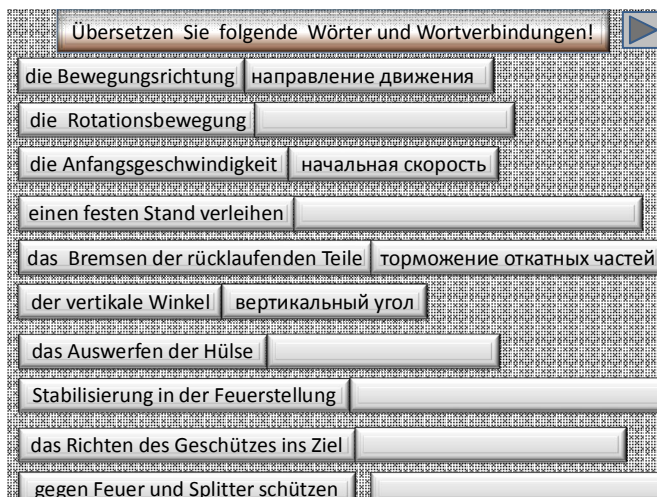 Übersetzen Sie folgende Wörter und Wortverbindungen!
die Bewegungsrichtung направление движения
die Rotationsbewegung
die Anfangsgeschwindigkeit начальная скорость
einen festen Stand verleihen
das Bremsen der rücklaufenden Teile торможение откатных частей
der vertikale Winkel вертикальный угол
das Auswerfen der Hülse
Stabilisierung in der Feuerstellung
das Richten des Geschützes ins Ziel
gegen Feuer und Splitter schützen